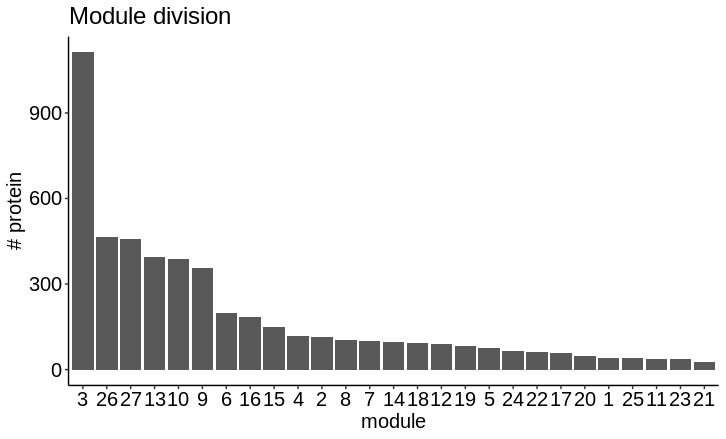 Module division
900
600
300
0
# protein
3 26 27 13 10 9 6 16 15 4 2 8 7 14 18 12 19 5 24 22 17 20 1 25 11 23 21
module